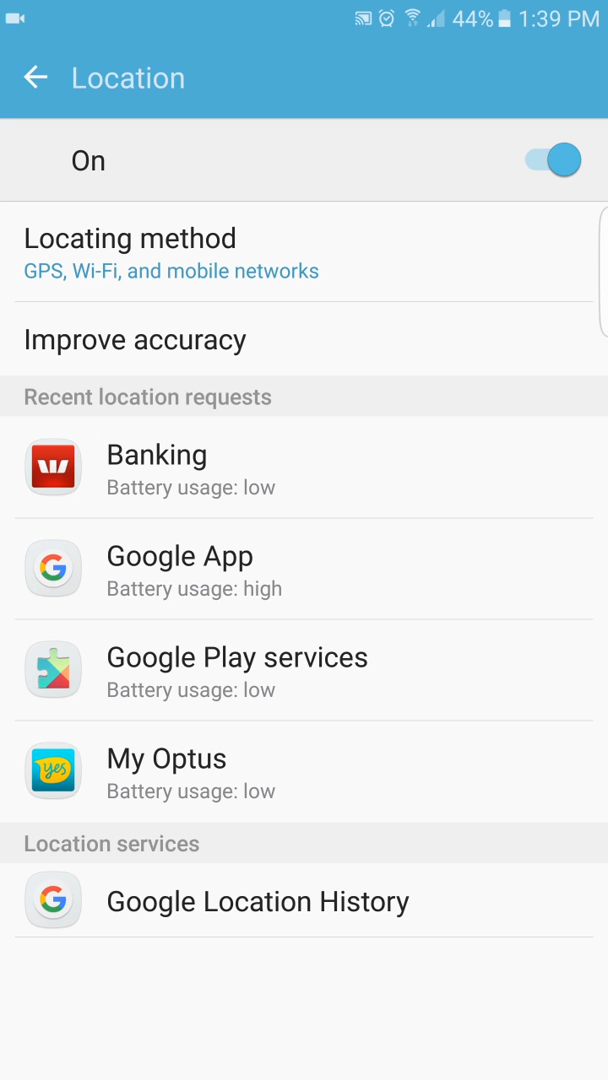 44% 1:39 PM
Location
On
Locating method
GPS, Wi-Fi, and mobile networks
Improve accuracy
Recent location requests
Banking
Battery usage: low
Google App
Battery usage: high
Google Play services
Battery usage: low
yes
My Optus
Battery usage: low
Location services
Google Location History